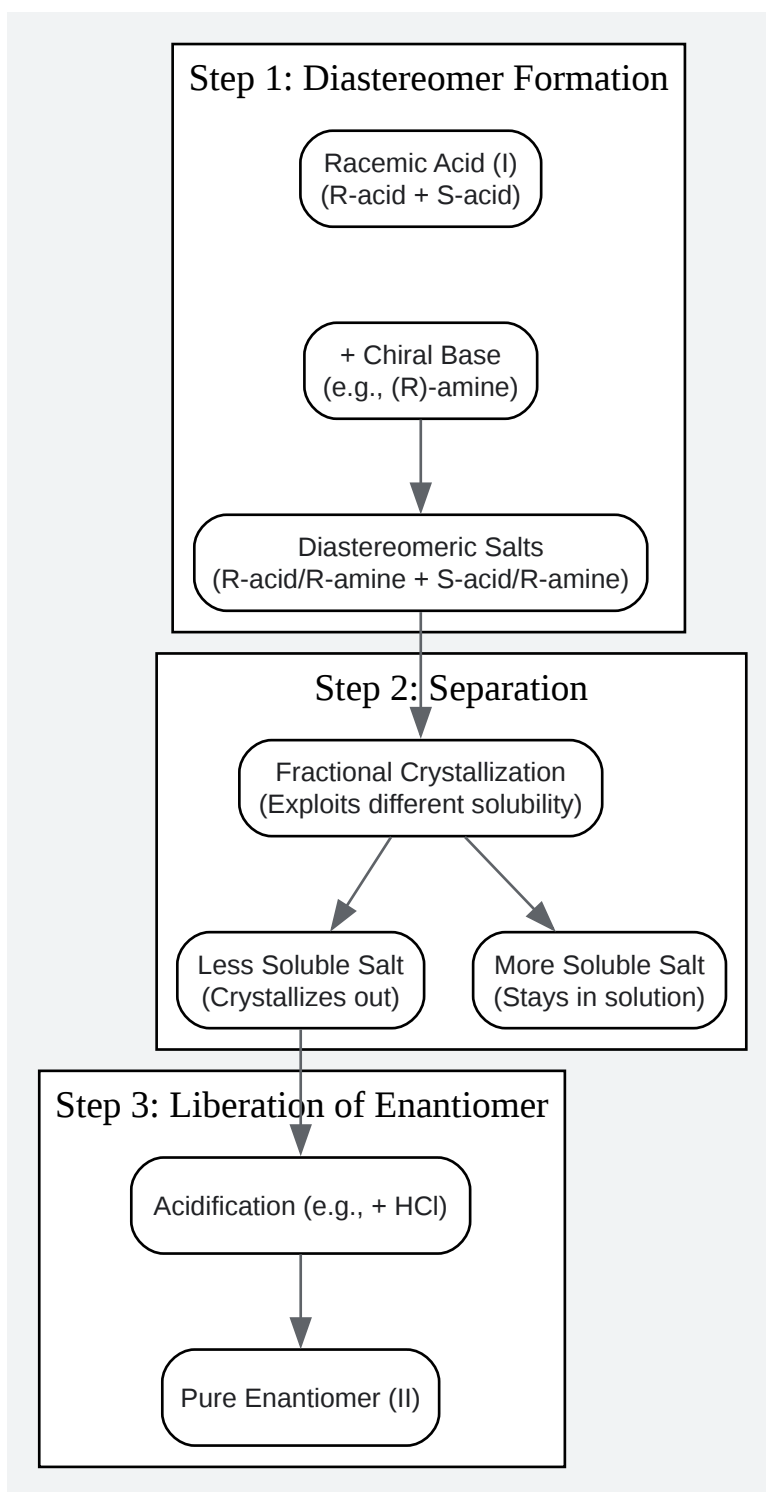 Step 1: Diastereomer Formation
Racemic Acid (I)
(R-acid + S-acid)
+ Chiral Base
(e.g., (R)-amine)
Diastereomeric Salts
(R-acid/R-amine + S-acid/R-amine)
Step 2: Separation
Fractional Crystallization
(Exploits different solubility)
Less Soluble Salt
(Crystallizes out)
More Soluble Salt
(Stays in solution)
Step 3: Liberation of Enantiomer
Acidification (e.g., + HCl)
Pure Enantiomer (II)